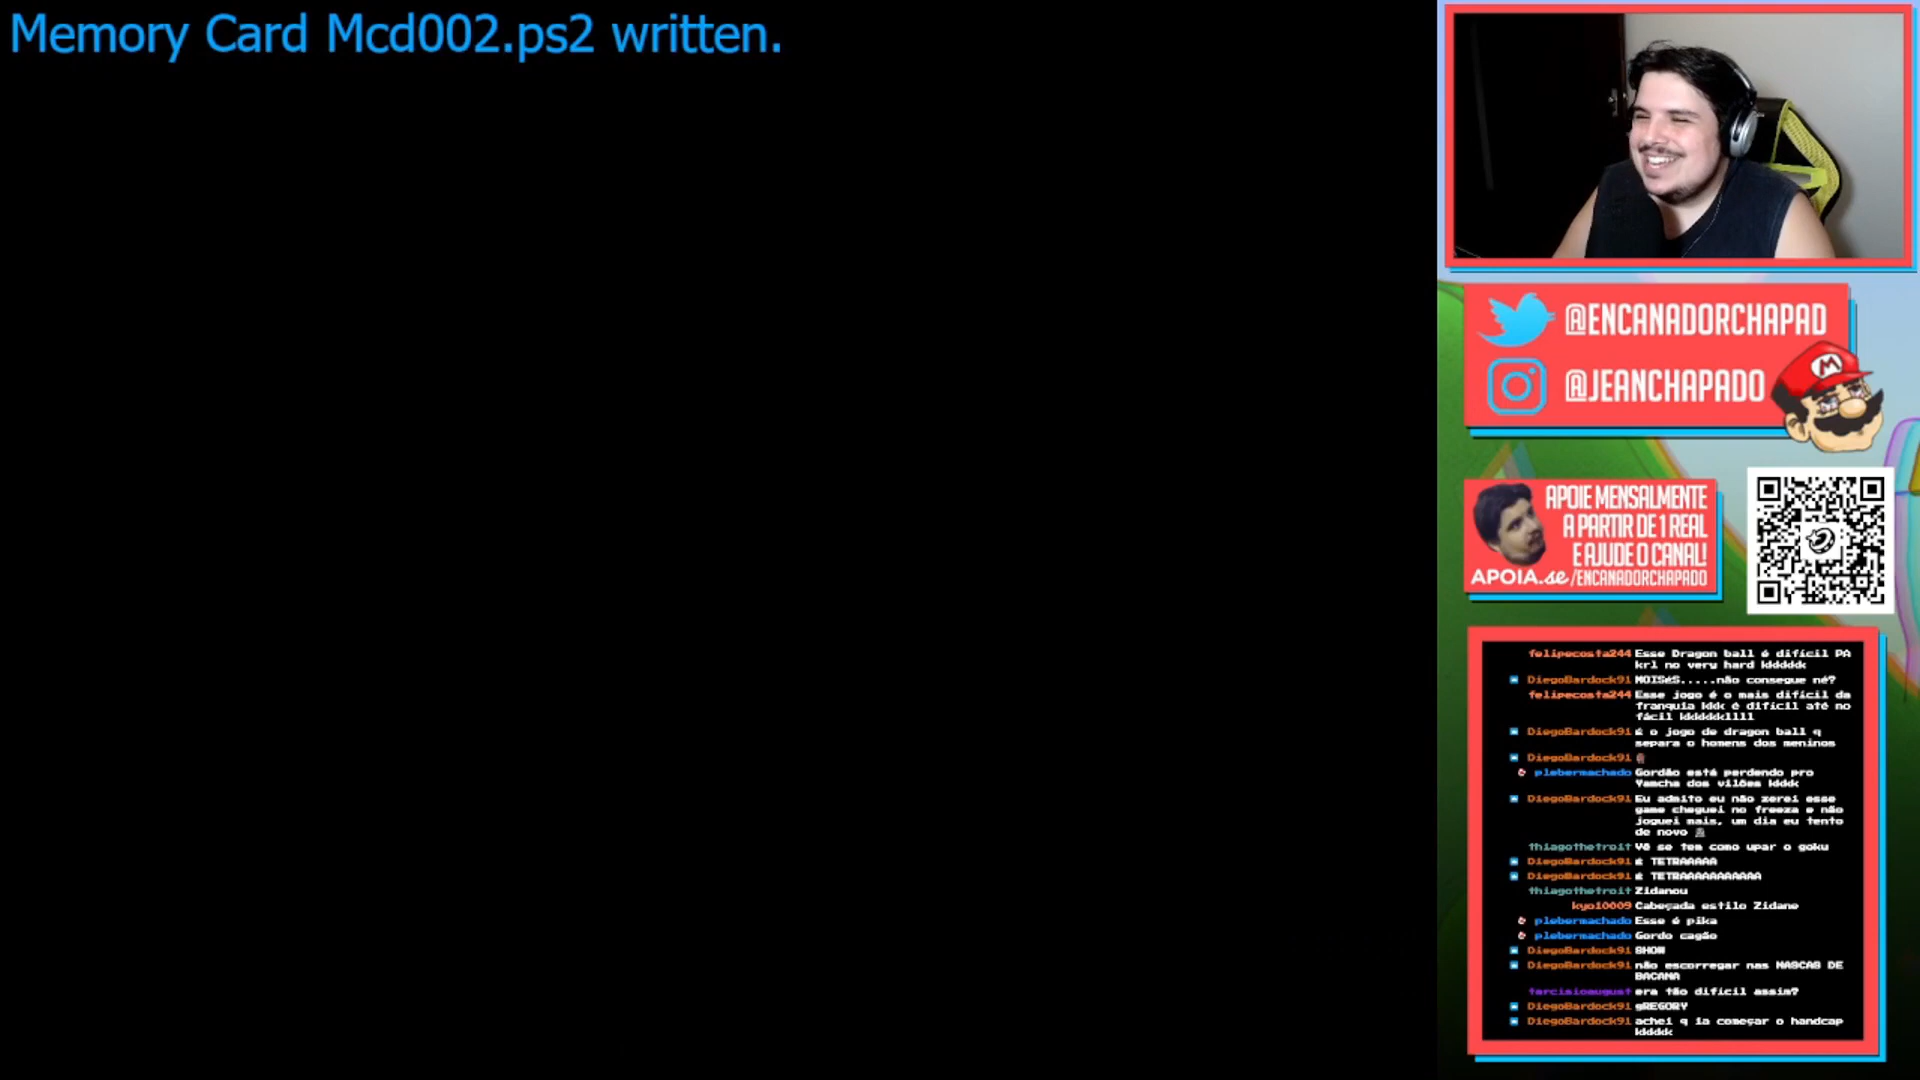 Memory Card Mcd002.ps2 written.
@ENCANADORCHAPAD
@JEANCHAPADO
M
APOIE MENSALMENTE
A PARTIR DE 1 REAL
E AJUDE O CANAL!
APOIA.se/ENCANADORCHAPADO
felipecosta244 Esse Dragon ball é difícil PA
krl no very hard kkkkkk
DiegoBardock91 MOISéS.....não consegue né?
felipecosta244 Esse jogo é o mais difícil da
franquia kkk é difícil até no
fácil kkkkkkllll
DiegoBardock91 é o jogo de dragon ball q
separa o homens dos meninos
DiegoBardock91
plebermachado Gordão está perdendo pro
Yamcha dos vilões kkkk
DiegoBardock91 Eu admito eu não zerei esse
game cheguei no freeza e não
joguei mais, um dia eu tento
de novo
thiagothetroit Vê se tem como upar o goku
DiegoBardock91 é TETRAAAAA
DiegoBardock91 é TETRAAAAAAAAAAA
thiagothetroit Zidanou
kyo10009 Cabeçada estilo Zidane
plebermachado Esse é pika
plebermachado Gordo cagão
DiegoBardock91 SHOW
DiegoBardock91 não escorregar nas NASCAS DE
BACANA
tarcisioaugust era tão difícil assim?
DiegoBardock91 gREGORY
DiegoBardock91 achei q ia começar o handcap
kkkkk